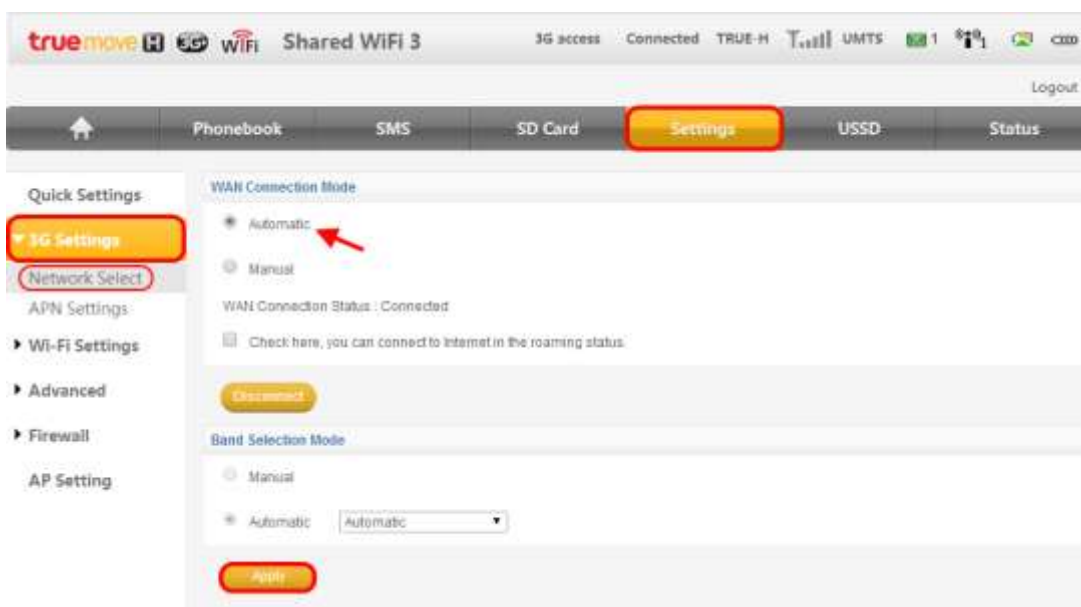 truemove H 3G+ WiFi Shared WiFi 3 3G access Connected TRUE-H UMTS 1 1
Logout
Phonebook SMS SD Card Settings USSD Status
Quick Settings
3G Settings
Network Select
APN Settings
Wi-Fi Settings
Advanced
Firewall
AP Setting
WAN Connection Mode
Automatic
Manual
WAN Connection Status : Connected
Check here, you can connect to Internet in the roaming status.
Disconnect
Band Selection Mode
Manual
Automatic Automatic
Apply